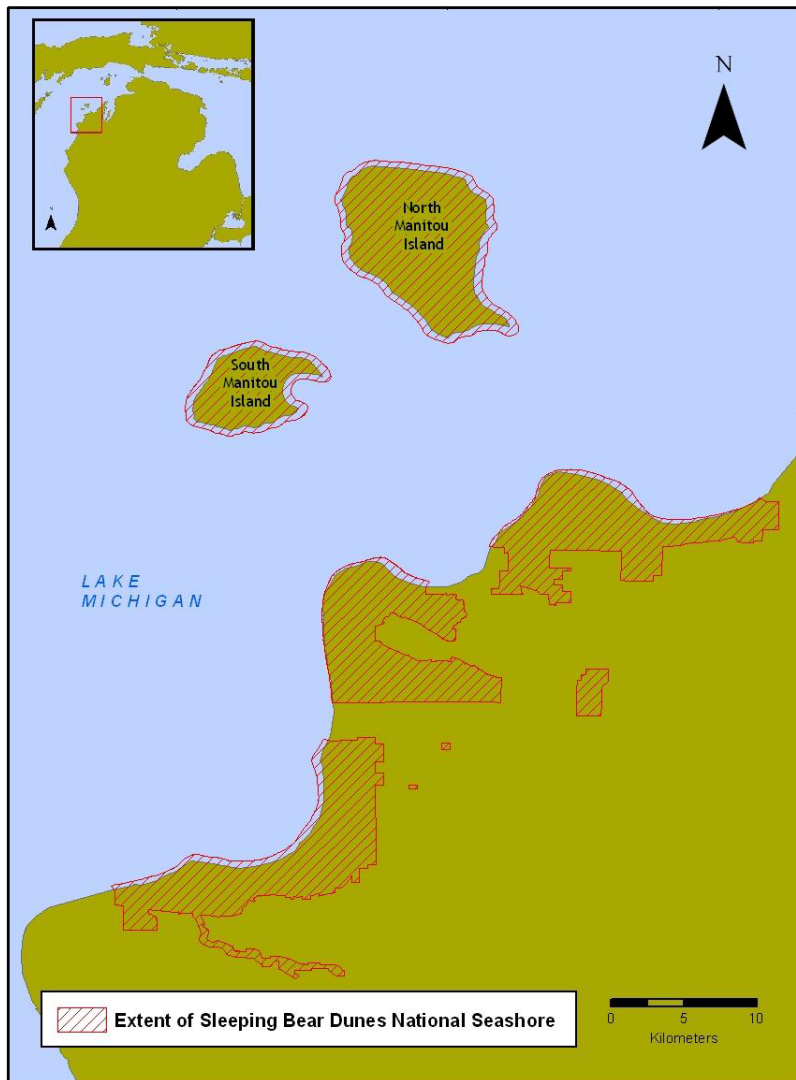 N
North
Manitou
Island
South
Manitou
Island
LAKE
MICHIGAN
Extent of Sleeping Bear Dunes National Seashore
0 5 10
Kilometers